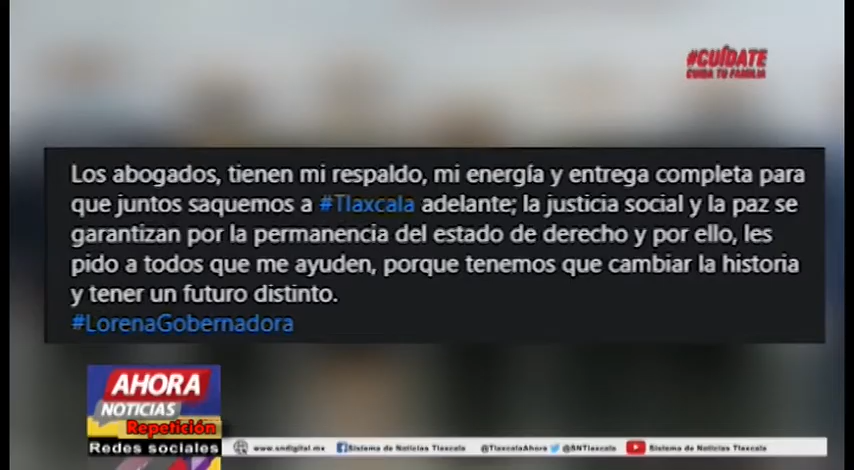 #CUÍDATE
CUIDA TU FAMILIA
Los abogados, tienen mi respaldo, mi energía y entrega completa para
que juntos saquemos a #Tlaxcala adelante; la justicia social y la paz se
garantizan por la permanencia del estado de derecho y por ello, les
pido a todos que me ayuden, porque tenemos que cambiar la historia
y tener un futuro distinto.
#LorenaGobernadora
AHORA
NOTICIAS
Repetición
Redes sociales
www.sndigital.mx Sistema de Noticias Tlaxcala @TlaxcalaAhora @SNTlaxcala Sistema de Noticias Tlaxcala